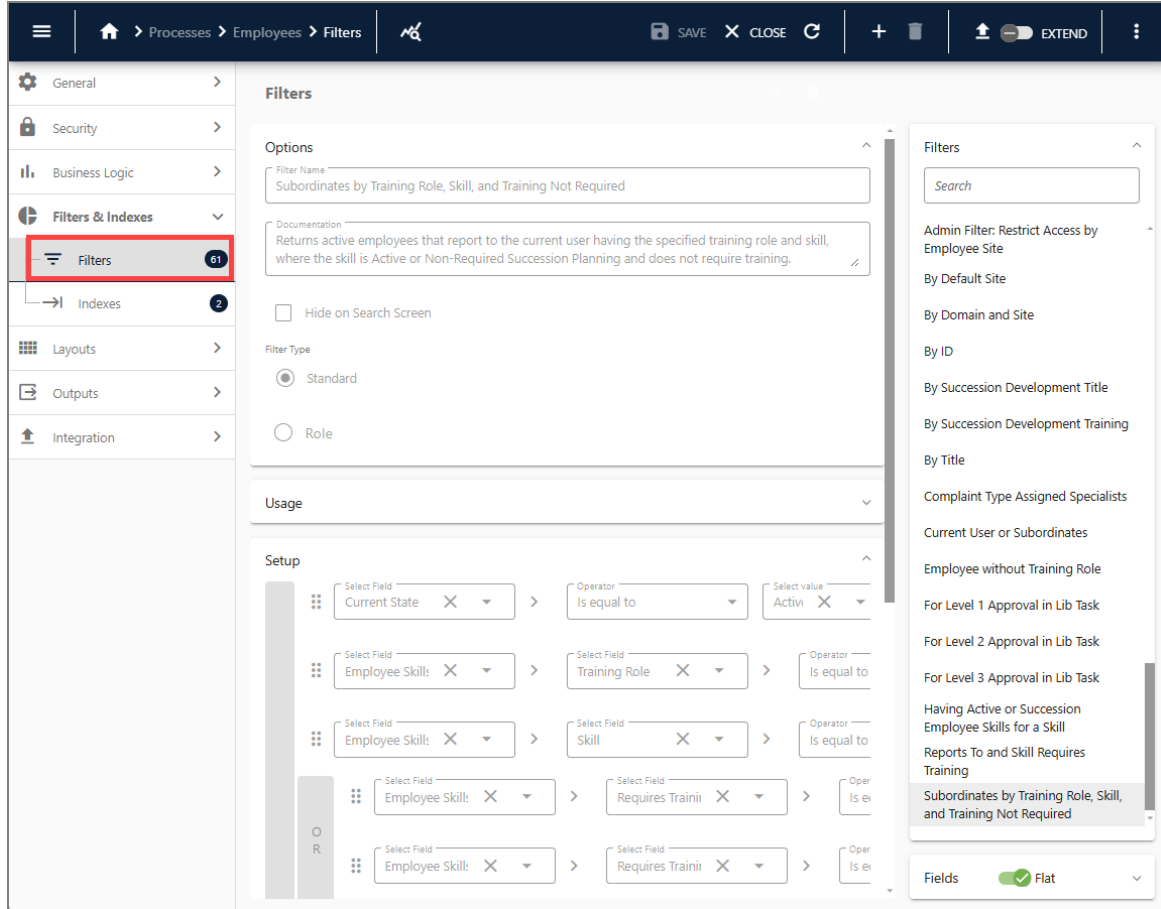 Processes Employees Filters
SAVE CLOSE EXTEND
General
Security
Business Logic
Filters & Indexes
Filters 61
Indexes 2
Layouts
Outputs
Integration
Filters
Options
Filter Name
Subordinates by Training Role, Skill, and Training Not Required
Documentation
Returns active employees that report to the current user having the specified training role and skill,
where the skill is Active or Non-Required Succession Planning and does not require training.
Hide on Search Screen
Filter Type
Standard
Role
Usage
Setup
Select Field Operator Select value
Current State Is equal to Active
Select Field Select Field Operator
Employee Skills Training Role Is equal to
Select Field Select Field Operator
Employee Skills Skill Is equal to
OR
Select Field Select Field Oper
Employee Skills Requires Traini Is e
Select Field Select Field Oper
Employee Skills Requires Traini Is e
Filters
Search
Admin Filter: Restrict Access by
Employee Site
By Default Site
By Domain and Site
By ID
By Succession Development Title
By Succession Development Training
By Title
Complaint Type Assigned Specialists
Current User or Subordinates
Employee without Training Role
For Level 1 Approval in Lib Task
For Level 2 Approval in Lib Task
For Level 3 Approval in Lib Task
Having Active or Succession
Employee Skills for a Skill
Reports To and Skill Requires
Training
Subordinates by Training Role, Skill,
and Training Not Required
Fields Flat